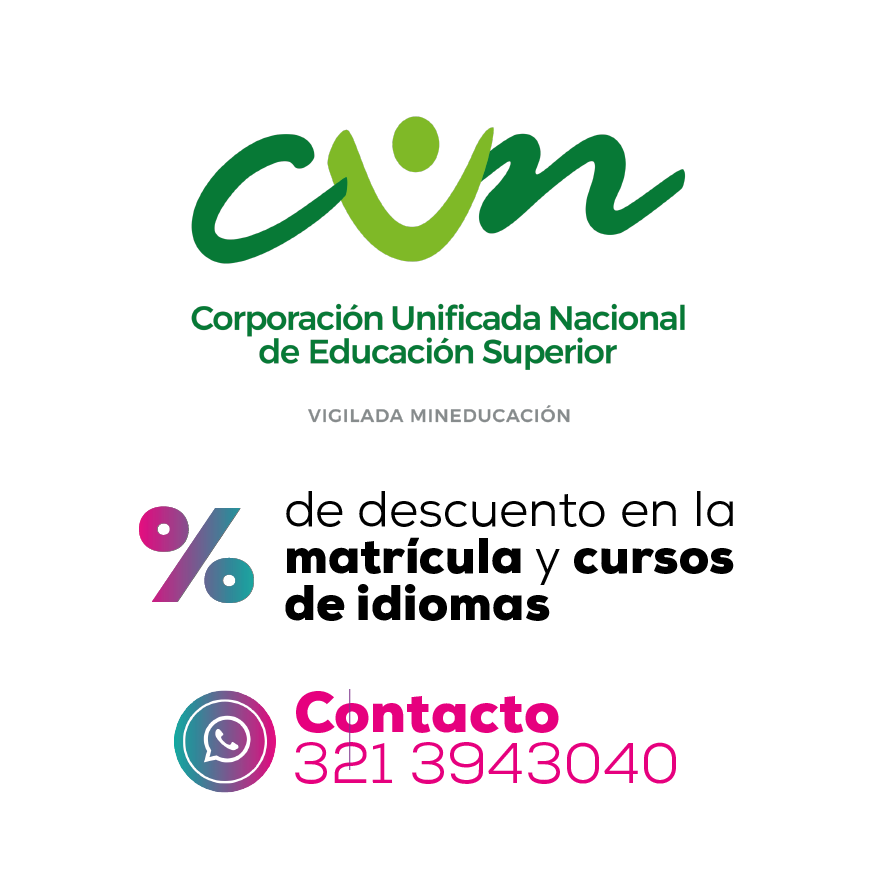 cun
Corporación Unificada Nacional
de Educación Superior
VIGILADA MINEDUCACIÓN
% de descuento en la
matrícula y cursos
de idiomas
Contacto
321 3943040